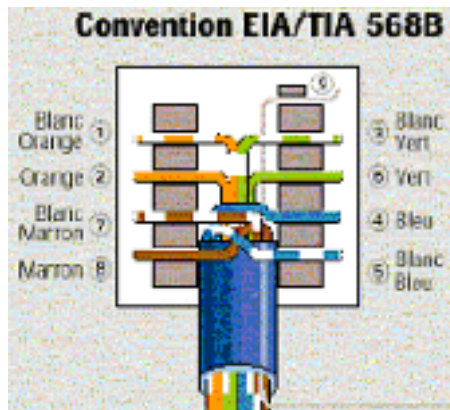 Convention EIA/TIA 568B
9
Blanc
Orange 1
3 Blanc
Vert
Orange 2
6 Vert
Blanc
Marron 7
4 Bleu
Marron 8
5 Blanc
Bleu